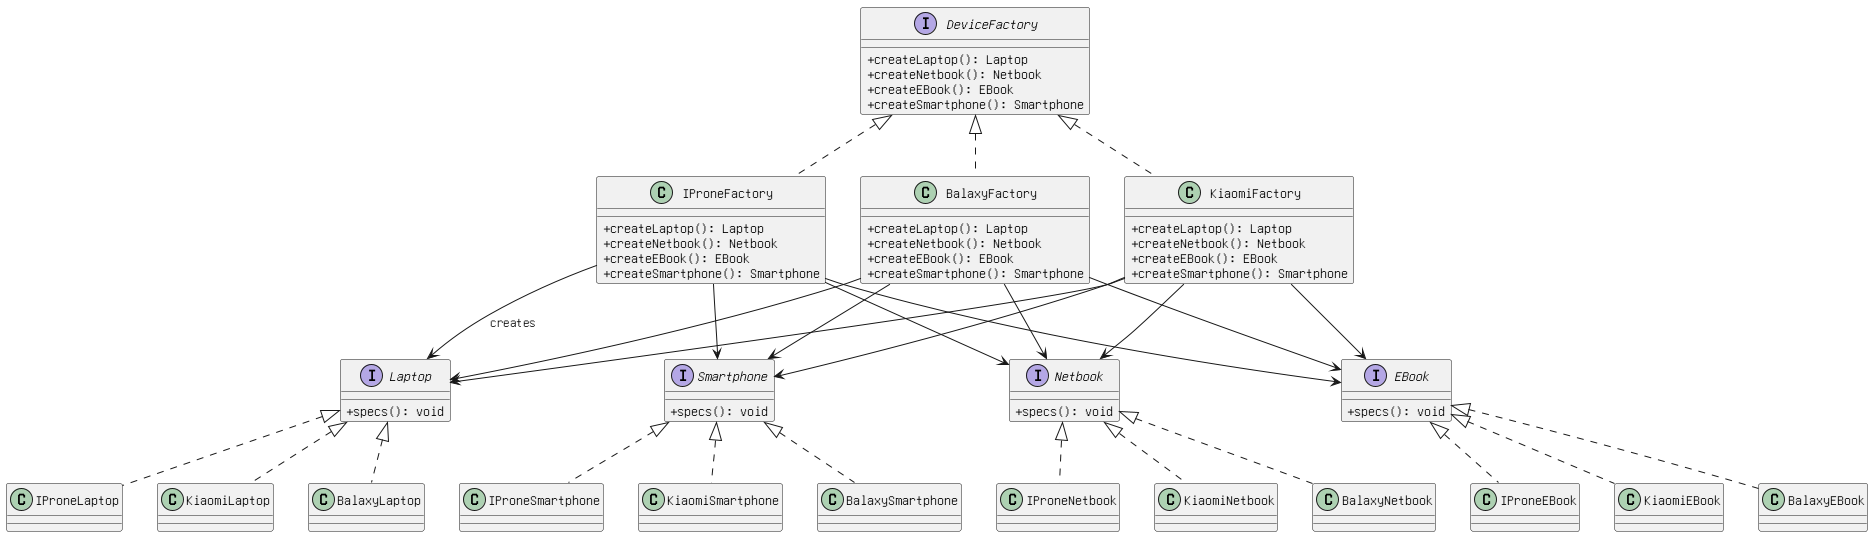 I DeviceFactory
+createLaptop(): Laptop
+createNetbook(): Netbook
+createEBook(): EBook
+createSmartphone(): Smartphone
C IProneFactory
+createLaptop(): Laptop
+createNetbook(): Netbook
+createEBook(): EBook
+createSmartphone(): Smartphone
C BalaxyFactory
+createLaptop(): Laptop
+createNetbook(): Netbook
+createEBook(): EBook
+createSmartphone(): Smartphone
C KiaomiFactory
+createLaptop(): Laptop
+createNetbook(): Netbook
+createEBook(): EBook
+createSmartphone(): Smartphone
creates
I Laptop
+specs(): void
I Smartphone
+specs(): void
I Netbook
+specs(): void
I EBook
+specs(): void
C IProneLaptop
C KiaomiLaptop
C BalaxyLaptop
C IProneSmartphone
C KiaomiSmartphone
C BalaxySmartphone
C IProneNetbook
C KiaomiNetbook
C BalaxyNetbook
C IProneEBook
C KiaomiEBook
C BalaxyEBook